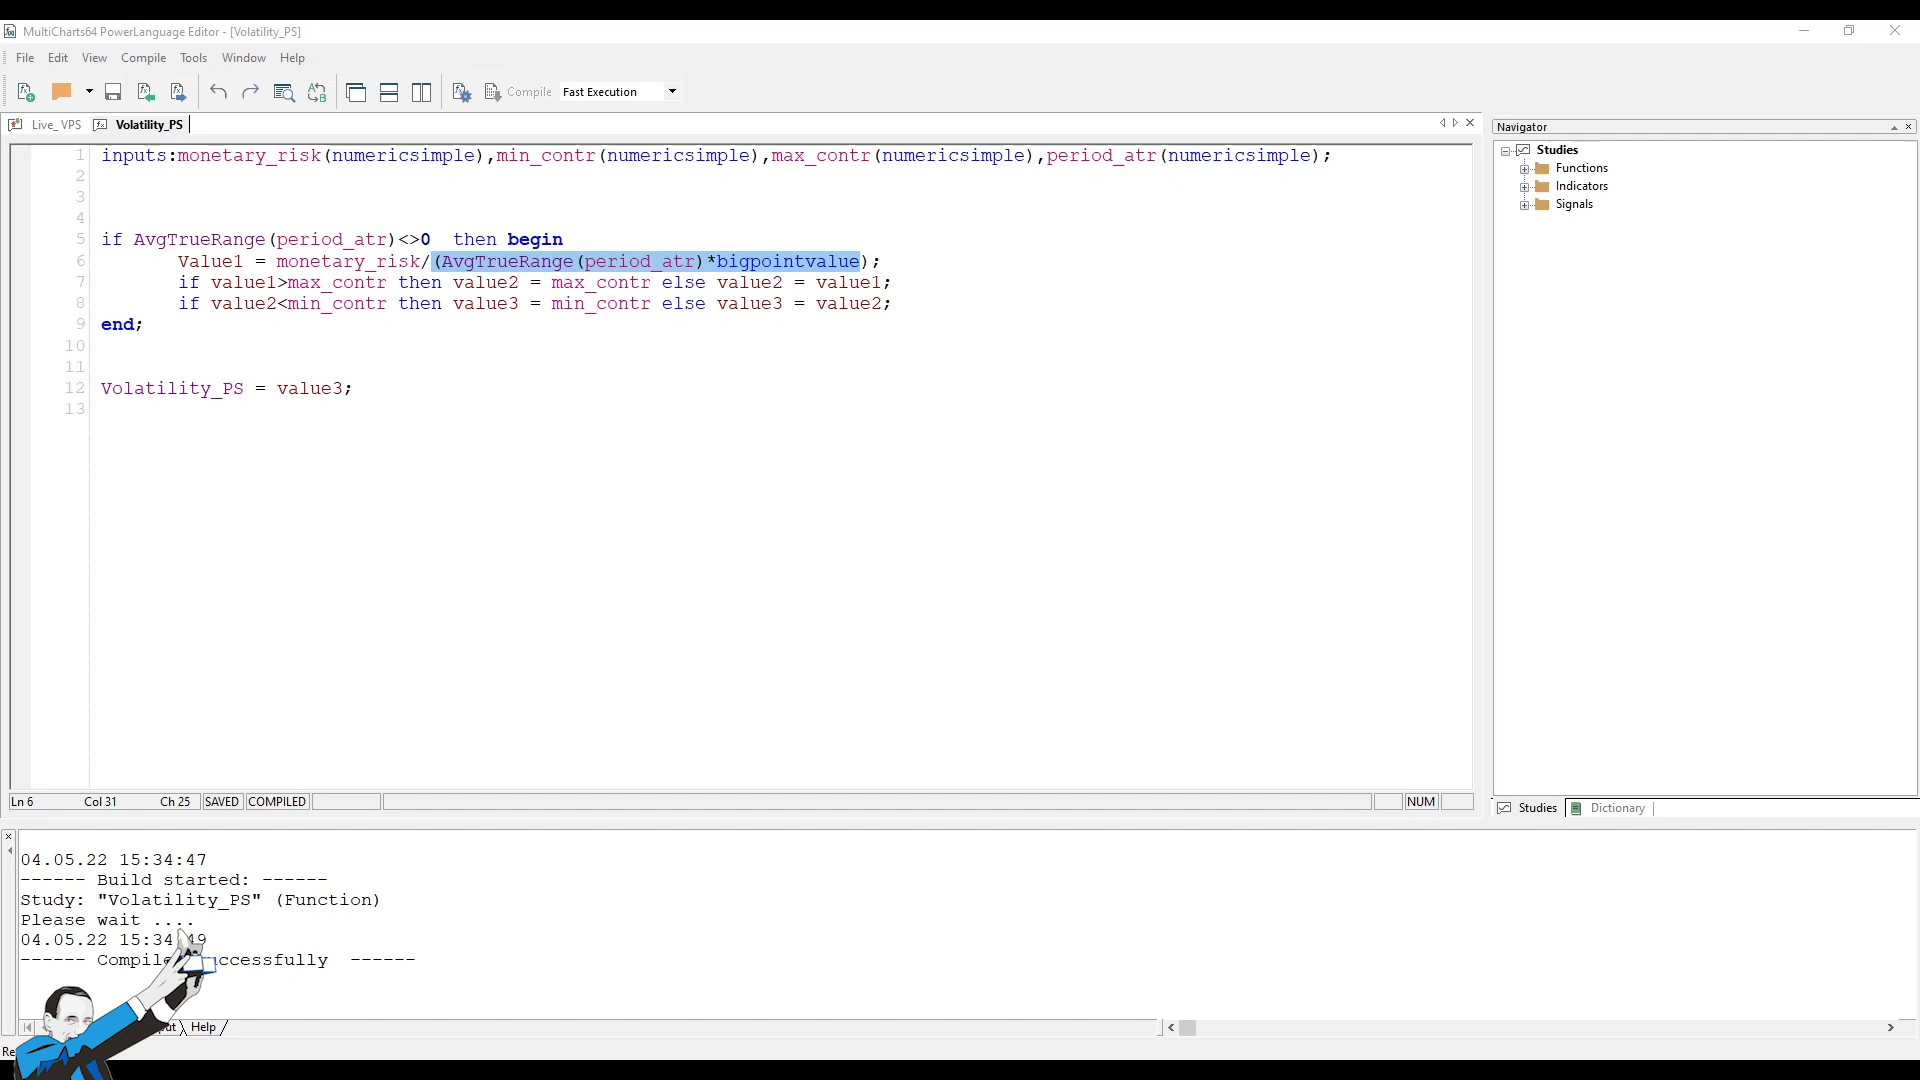 MultiCharts64 PowerLanguage Editor - [Volatility_PS]
File Edit View Compile Tools Window Help
Compile Fast Execution
Live_VPS Volatility_PS
Navigator
1 inputs:monetary_risk(numericsimple),min_contr(numericsimple),max_contr(numericsimple),period_atr(numericsimple);
2
3
4
5 if AvgTrueRange(period_atr)<>0 then begin
6 Value1 = monetary_risk/(AvgTrueRange(period_atr)*bigpointvalue);
7 if value1>max_contr then value2 = max_contr else value2 = value1;
8 if value2<min_contr then value3 = min_contr else value3 = value2;
9 end;
10
11
12 Volatility_PS = value3;
13
Studies
Functions
Indicators
Signals
Ln 6 Col 31 Ch 25 SAVED COMPILED NUM
Studies Dictionary
04.05.22 15:34:47
------ Build started: ------
Study: "Volatility_PS" (Function)
Please wait ....
04.05.22 15:34 49
------ Compile ccessfully ------
Help